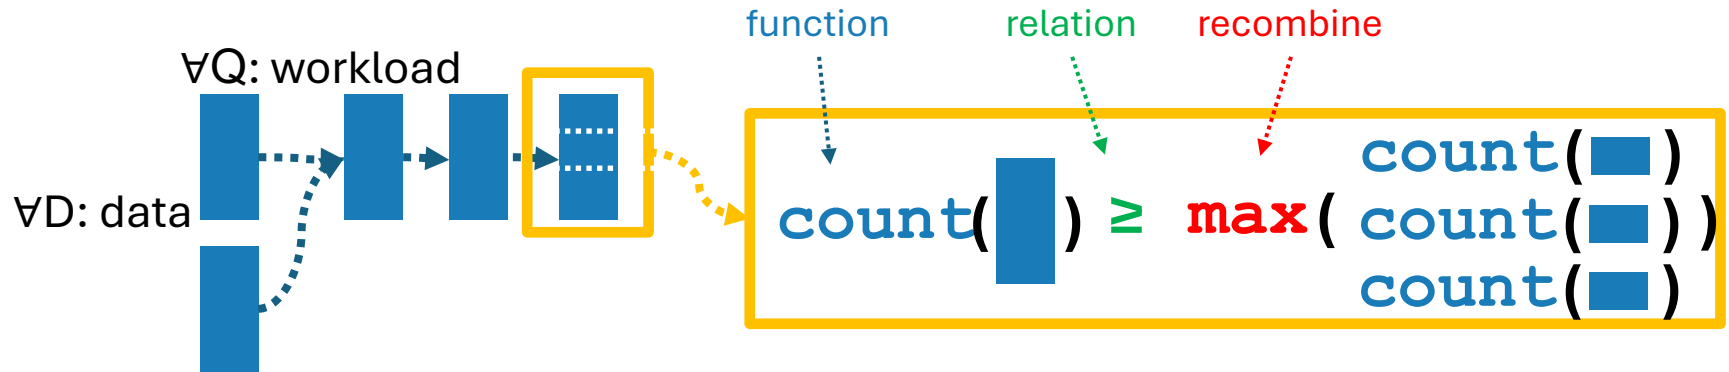 ∀Q: workload
∀D: data
function
relation
recombine
count( ) ≥ max( count( ) )
count( )
count( )